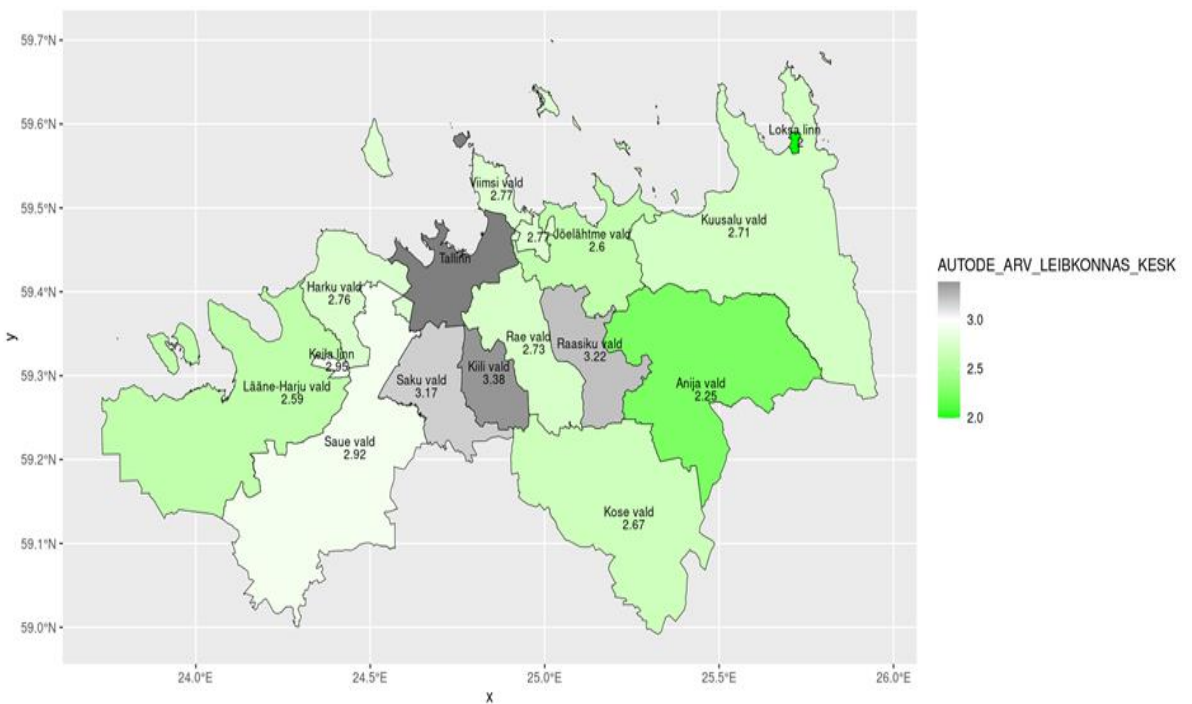 59.7°N
59.6°N
59.5°N
59.4°N
59.3°N
59.2°N
59.1°N
59.0°N
y
Loksa linn
2
Viimsi vald
2.77
2.77
Jõelähtme vald
2.6
Kuusalu vald
2.71
Tallinn
Harku vald
2.76
Keila linn
2.95
Lääne-Harju vald
2.59
Rae vald
2.73
Raasiku vald
3.22
Saku vald
3.17
Kiili vald
3.38
Anija vald
2.25
Saue vald
2.92
Kose vald
2.67
24.0°E
24.5°E
25.0°E
25.5°E
26.0°E
x
AUTODE_ARV_LEIBKONNAS_KESK
3.0
2.5
2.0